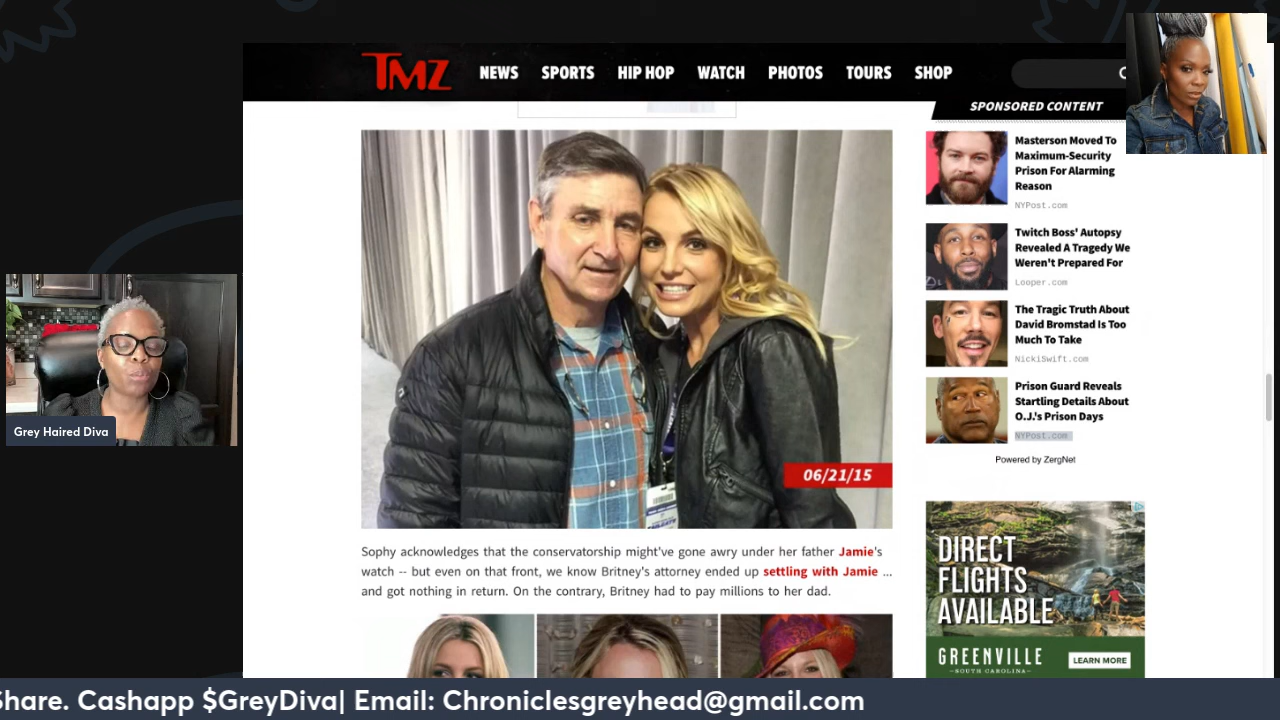 TMZ
NEWS SPORTS HIP HOP WATCH PHOTOS TOURS SHOP
SPONSORED CONTENT
Masterson Moved To
Maximum-Security
Prison For Alarming
Reason
NYPost.com
Twitch Boss' Autopsy
Revealed A Tragedy We
Weren't Prepared For
Looper.com
The Tragic Truth About
David Bromstad Is Too
Much To Take
NickiSwift.com
Prison Guard Reveals
Startling Details About
O.J.'s Prison Days
NYPost.com
Powered by ZergNet
06/21/15
Grey Haired Diva
Sophy acknowledges that the conservatorship might've gone awry under her father Jamie's
watch -- but even on that front, we know Britney's attorney ended up settling with Jamie ...
and got nothing in return. On the contrary, Britney had to pay millions to her dad.
DIRECT
FLIGHTS
AVAILABLE
GREENVILLE
SOUTH CAROLINA
LEARN MORE
Share. Cashapp $GreyDiva| Email: Chroniclesgreyhead@gmail.com